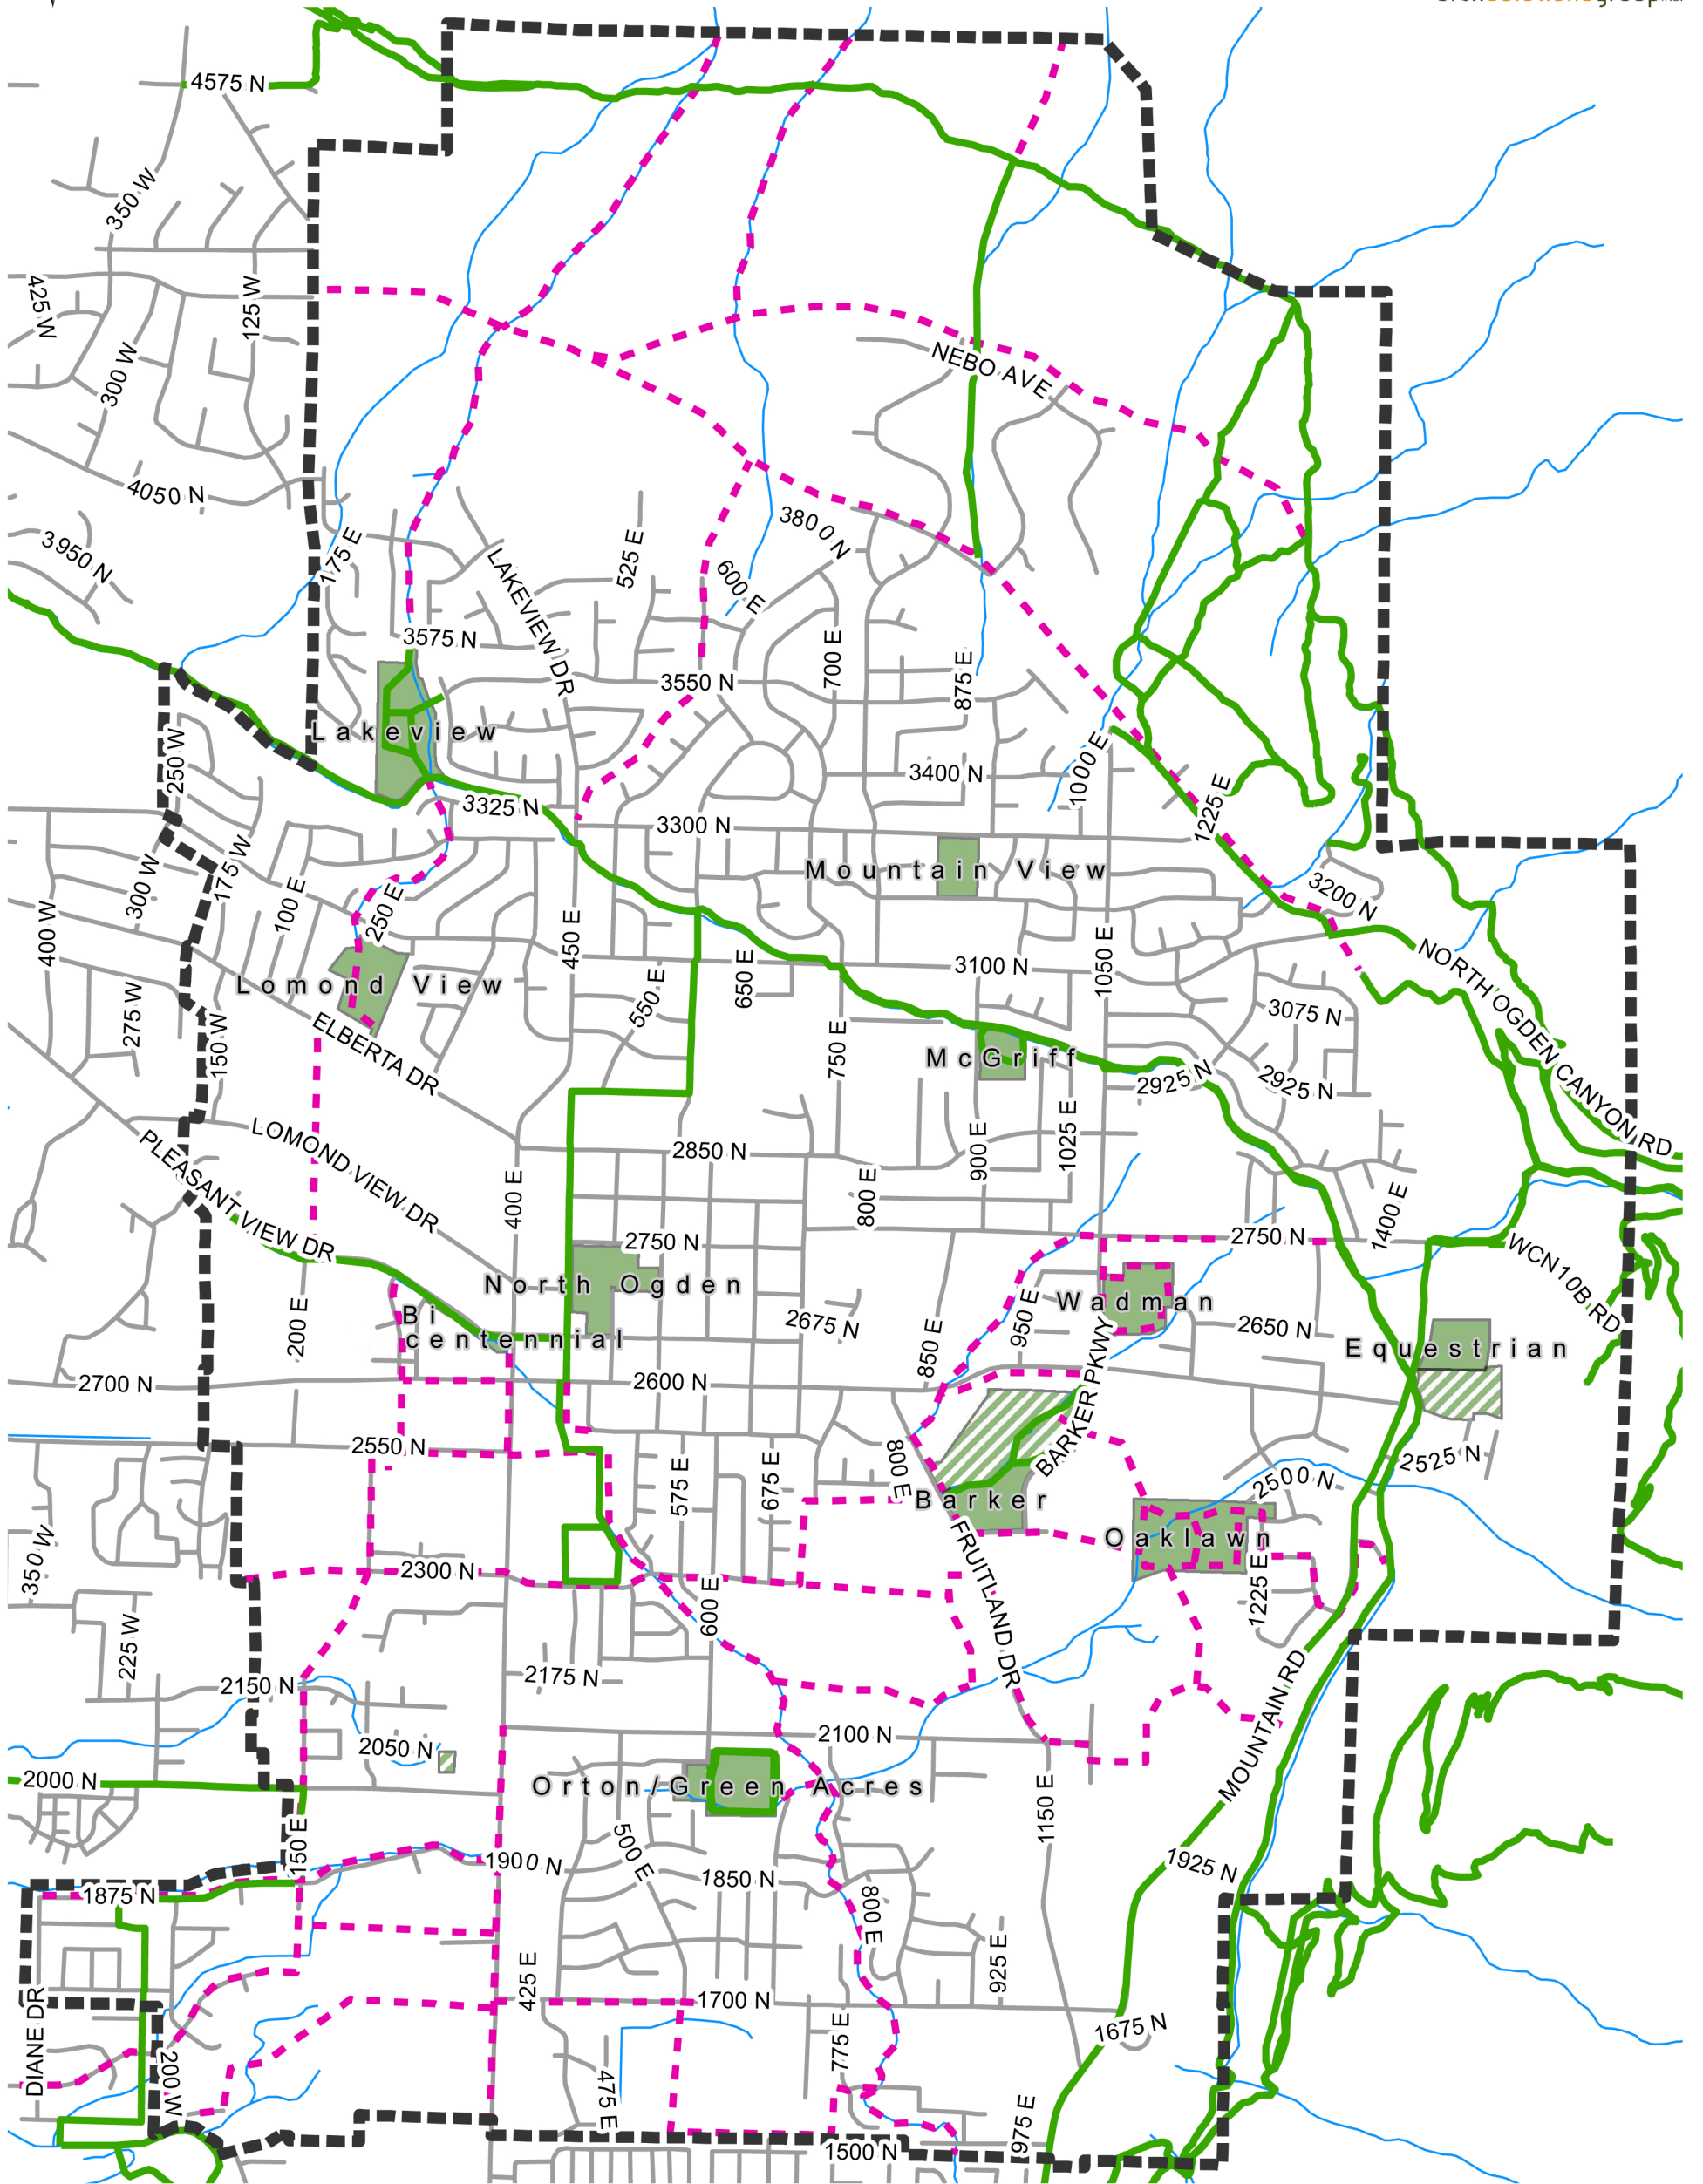 4575 N
350 W
425 W
125 W
300 W
NEBO AVE
4050 N
3800 N
3950 N
175 E
LAKEVIEW DR
525 E
600 E
3575 N
700 E
875 E
3550 N
Lakeview
250 W
1000 E
3400 N
3325 N
1225 E
3300 N
Mountain View
175 W
300 W
100 E
250 E
3200 N
400 W
450 E
1050 E
NORTH OGDEN CANYON RD
3100 N
650 E
Lomond View
550 E
275 W
3075 N
150 W
ELBERTA DR
750 E
McGriff
2925 N
2925 N
LOMOND VIEW DR
1025 E
PLEASANT VIEW DR
2850 N
900 E
400 E
800 E
1400 E
2750 N
2750 N
WCN10B RD
North Ogden
200 E
Bi
centennial
950 E
Wadman
2675 N
2650 N
850 E
Equestrian
2700 N
2600 N
BARKER PKWY
2550 N
800 E
575 E
675 E
2525 N
2500 N
Barker
350 W
Oaklawn
FRUITLAND DR
2300 N
1225 E
600 E
225 W
2175 N
2150 N
MOUNTAIN RD
2100 N
2050 N
2000 N
Orton/Green Acres
1150 E
150 E
500 E
1900 N
1925 N
1850 N
1875 N
800 E
925 E
425 E
1700 N
DIANE DR
1675 N
775 E
200 W
475 E
975 E
1500 N